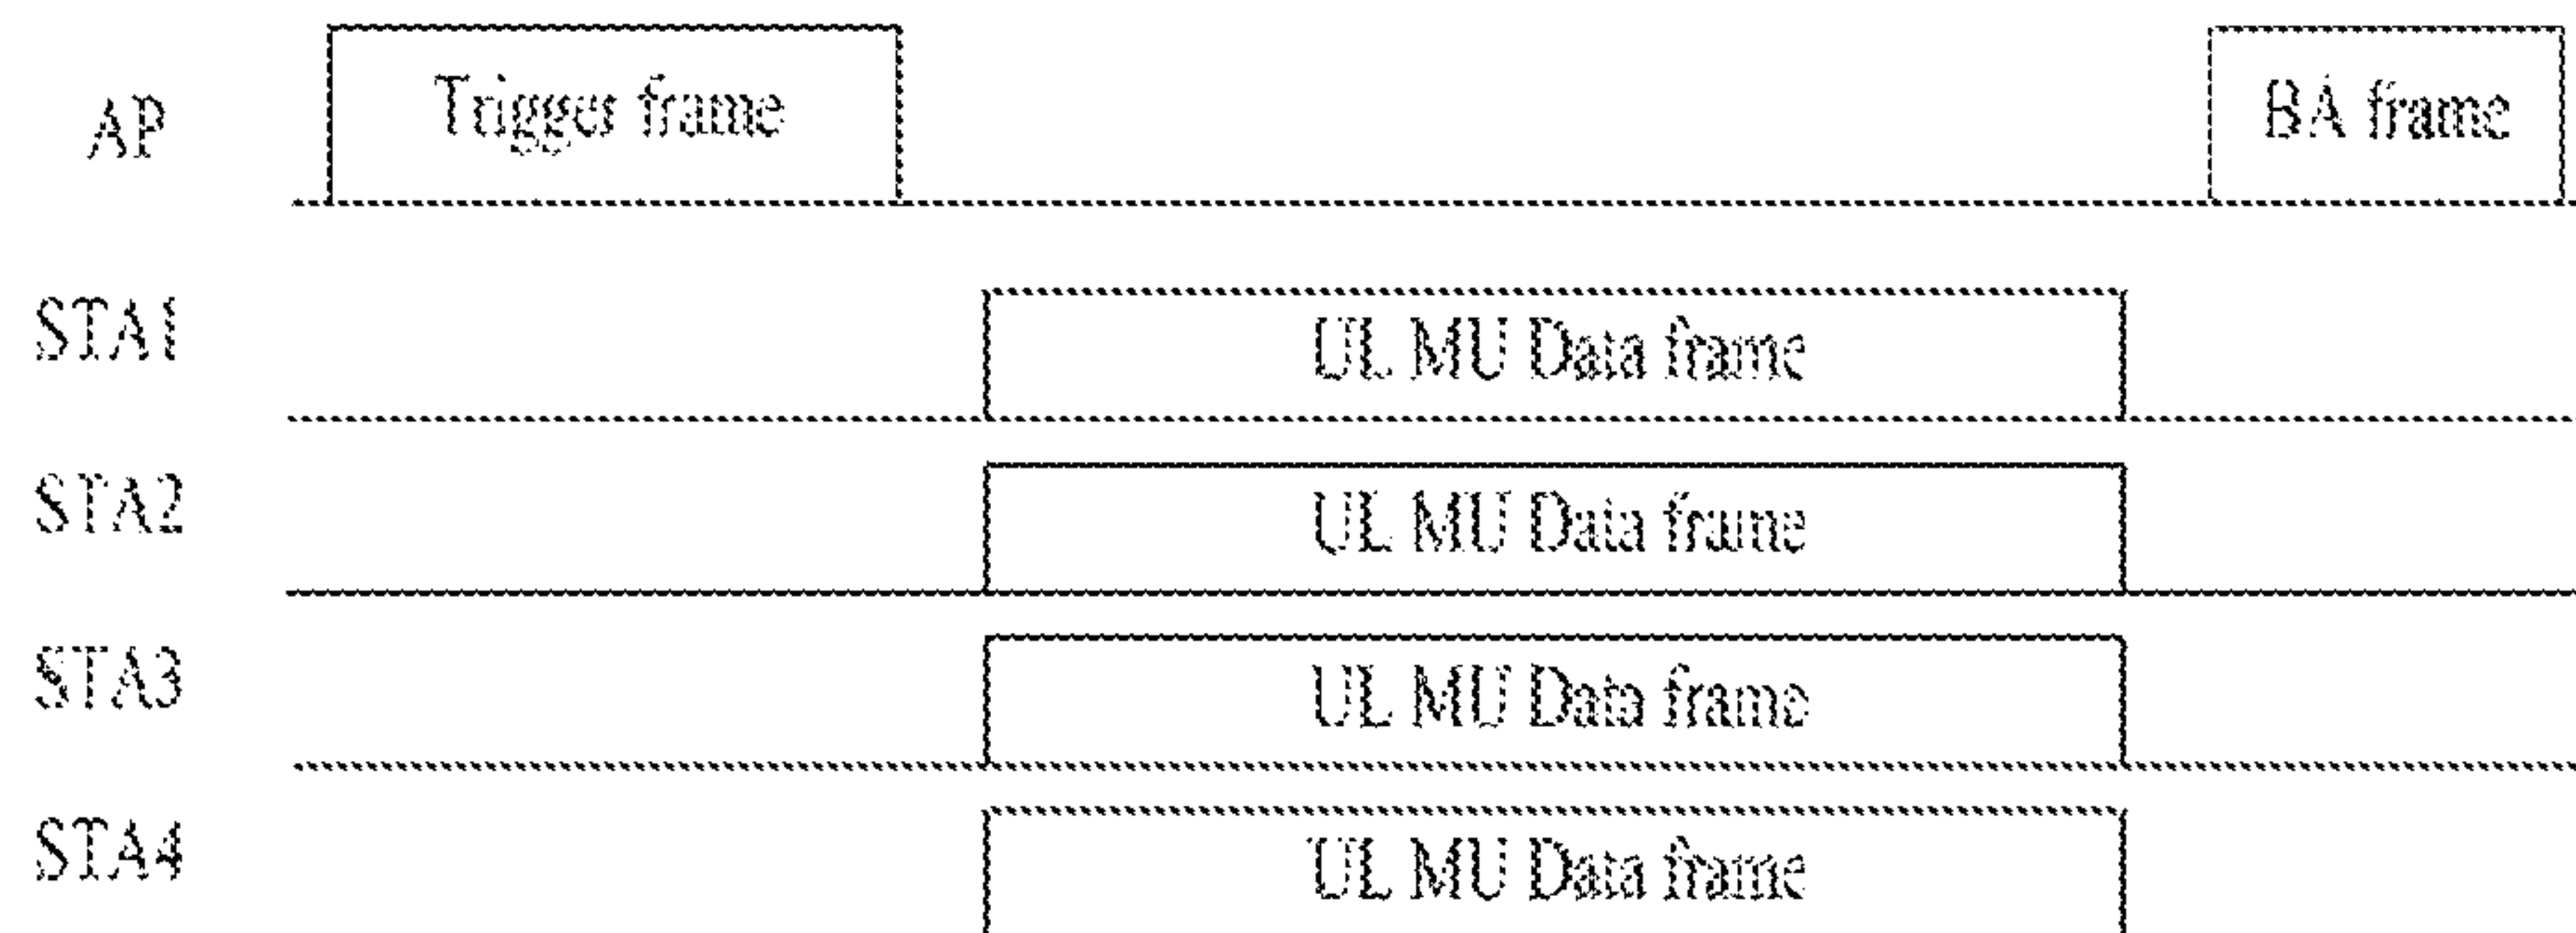 AP
Trigger frame
BA frame
STA1
UL MU Data frame
STA2
UL MU Data frame
STA3
UL MU Data frame
STA4
UL MU Data frame